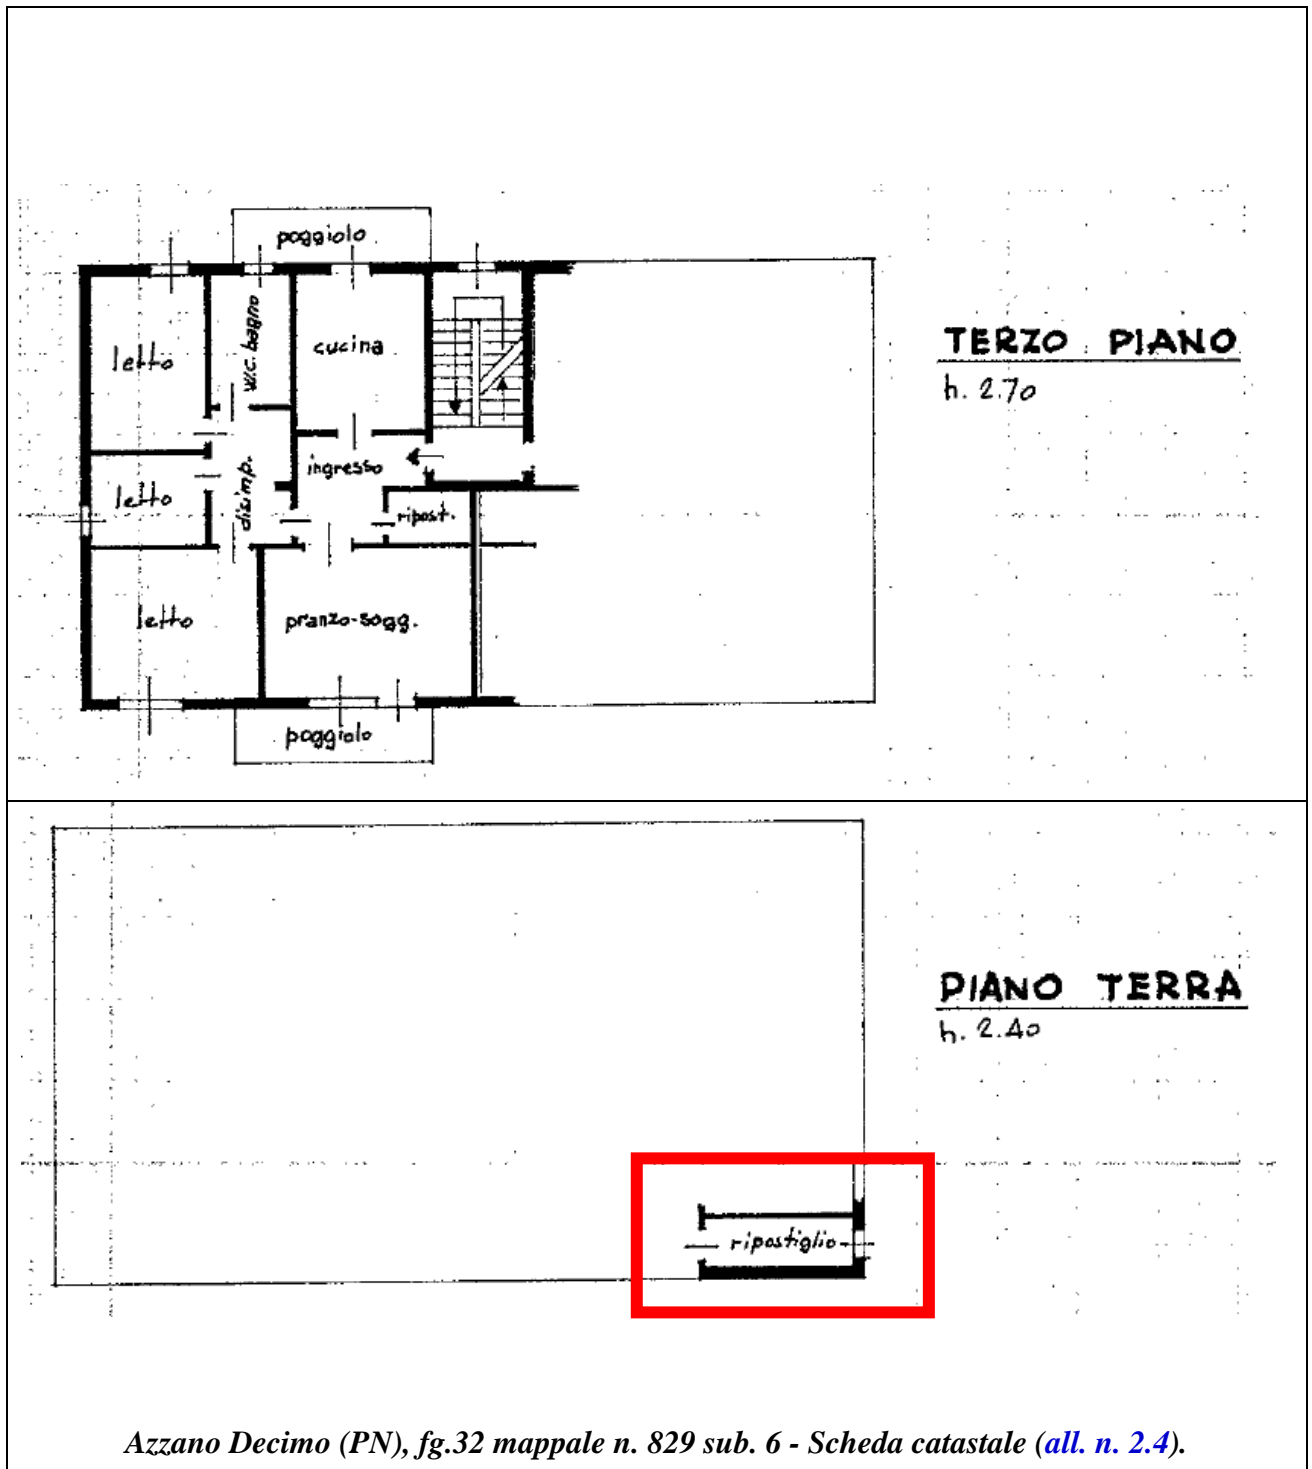 poggiolo
letto
w.c. bagno
cucina
TERZO PIANO
h. 2.70
ingresso
letto
disimp.
ripost.
letto
pranzo-sogg.
poggiolo
PIANO TERRA
h. 2.40
ripostiglio
Azzano Decimo (PN), fg.32 mappale n. 829 sub. 6 - Scheda catastale (all. n. 2.4).